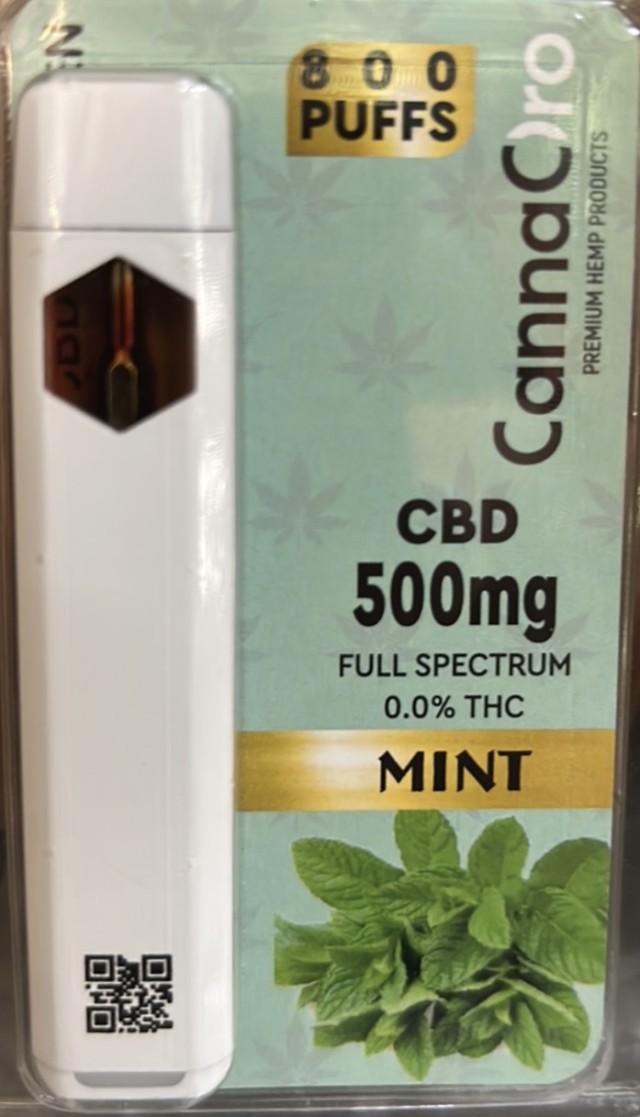 800
PUFFS
CannaOro
PREMIUM HEMP PRODUCTS
CBD
500mg
FULL SPECTRUM
0.0% THC
MINT